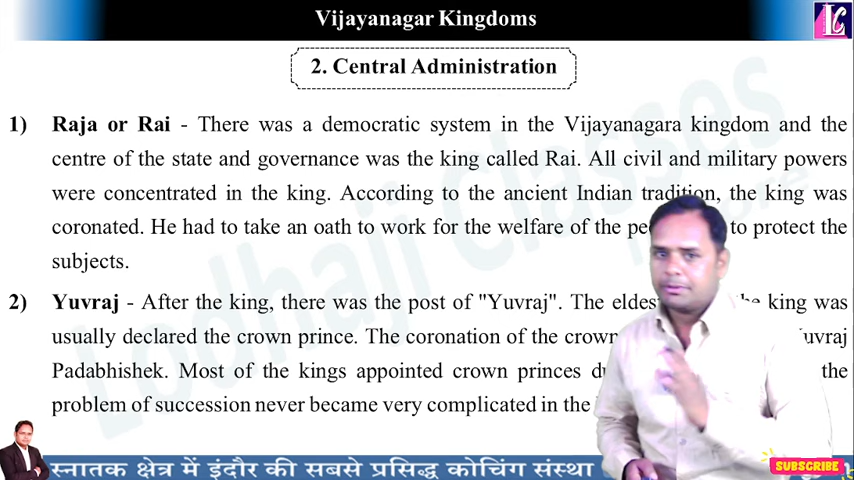 Vijayanagar Kingdoms
LC
2. Central Administration
1) Raja or Rai - There was a democratic system in the Vijayanagara kingdom and the
centre of the state and governance was the king called Rai. All civil and military powers
were concentrated in the king. According to the ancient Indian tradition, the king was
coronated. He had to take an oath to work for the welfare of the to protect the
subjects.
2) Yuvraj - After the king, there was the post of "Yuvraj". The the king was
usually declared the crown prince. The coronation of the crown Yuvraj
Padabhishek. Most of the kings appointed crown princes the
problem of succession never became very complicated in the
Lodhaji Classes
स्नातक क्षेत्र में इंदौर की सबसे प्रसिद्ध कोचिंग संस्था
SUBSCRIBE